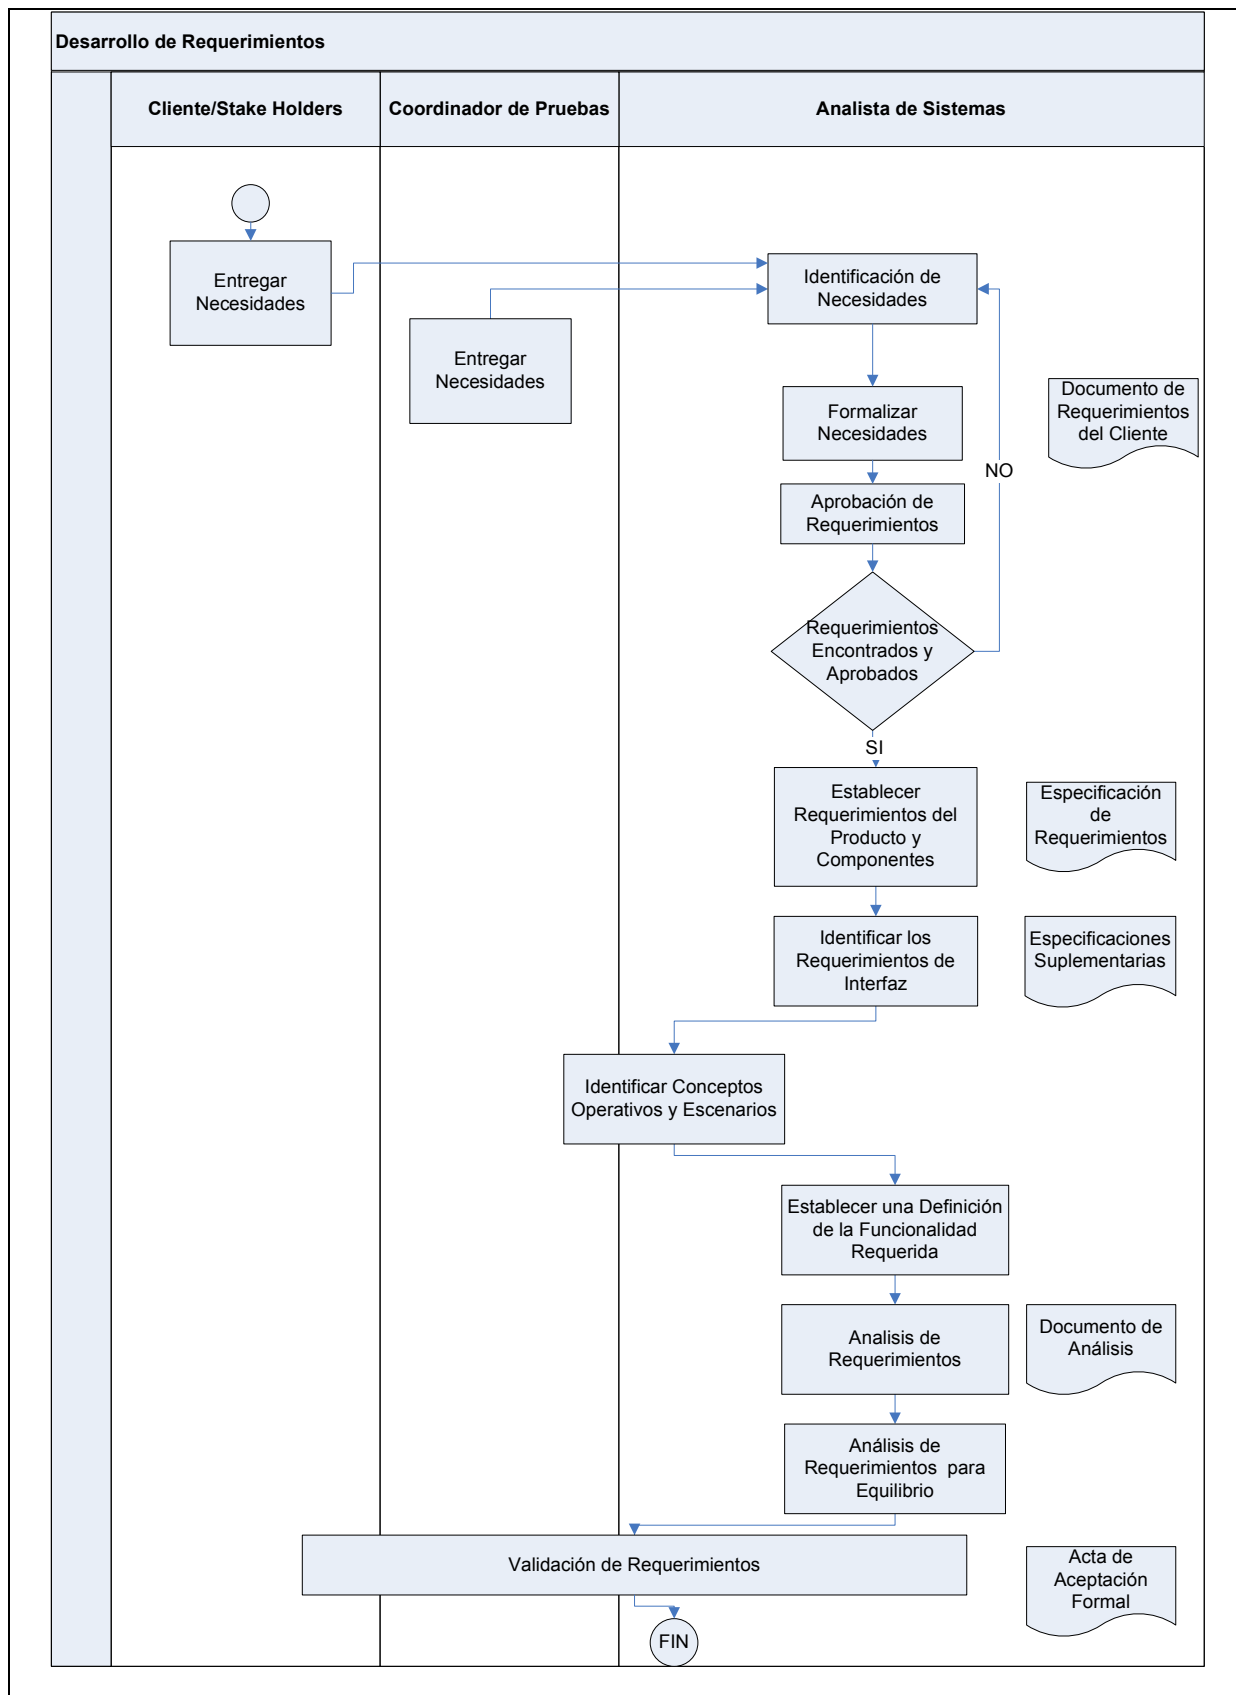 Desarrollo de Requerimientos
Cliente/Stake Holders
Coordinador de Pruebas
Analista de Sistemas
Entregar
Necesidades
Identificación de
Necesidades
Entregar
Necesidades
Formalizar
Necesidades
Documento de
Requerimientos
del Cliente
NO
Aprobación de
Requerimientos
Requerimientos
Encontrados y
Aprobados
SI
Establecer
Requerimientos del
Producto y
Componentes
Especificación
de
Requerimientos
Identificar los
Requerimientos de
Interfaz
Especificaciones
Suplementarias
Identificar Conceptos
Operativos y Escenarios
Establecer una Definición
de la Funcionalidad
Requerida
Analisis de
Requerimientos
Documento de
Análisis
Análisis de
Requerimientos  para
Equilibrio
Validación de Requerimientos
Acta de
Aceptación
Formal
FIN